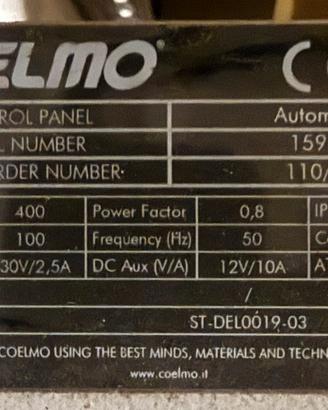 ELMO C
ROL PANEL Autom
L NUMBER 159
RDER NUMBER· 110/
400 Power Factor 0,8 IP
100 Frequency (Hz) 50 C
30V/2,5A DC Aux (V/A) 12V/10A AT
/
ST-DEL0019-03
COELMO USING THE BEST MINDS, MATERIALS AND TECHN
www.coelmo.it